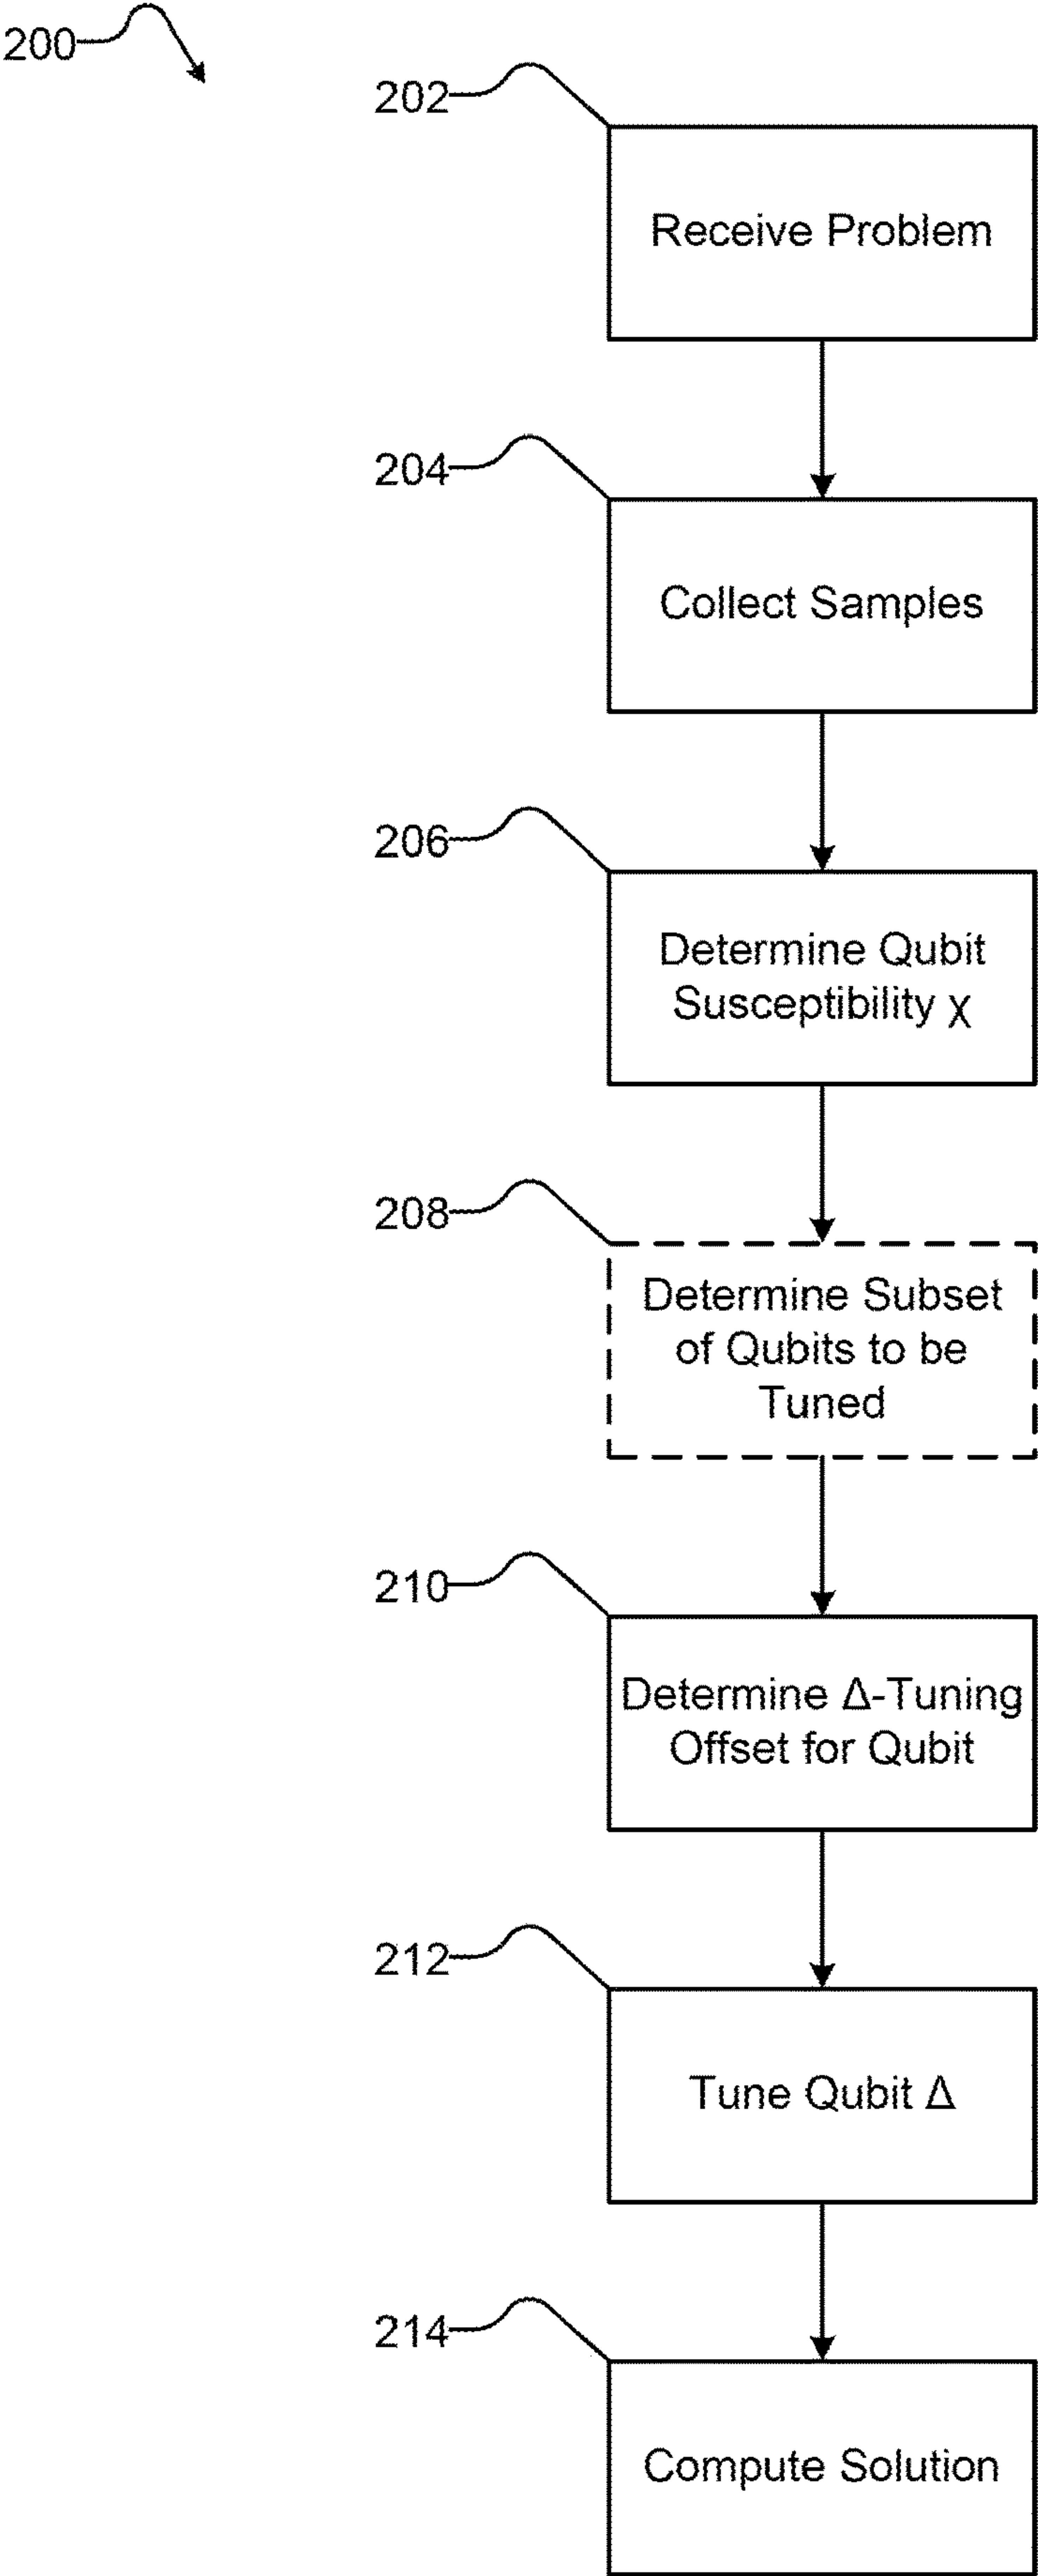 200
202
Receive Problem
204
Collect Samples
206
Determine Qubit
Susceptibility χ
208
Determine Subset
of Qubits to be
Tuned
210
Determine Δ-Tuning
Offset for Qubit
212
Tune Qubit Δ
214
Compute Solution